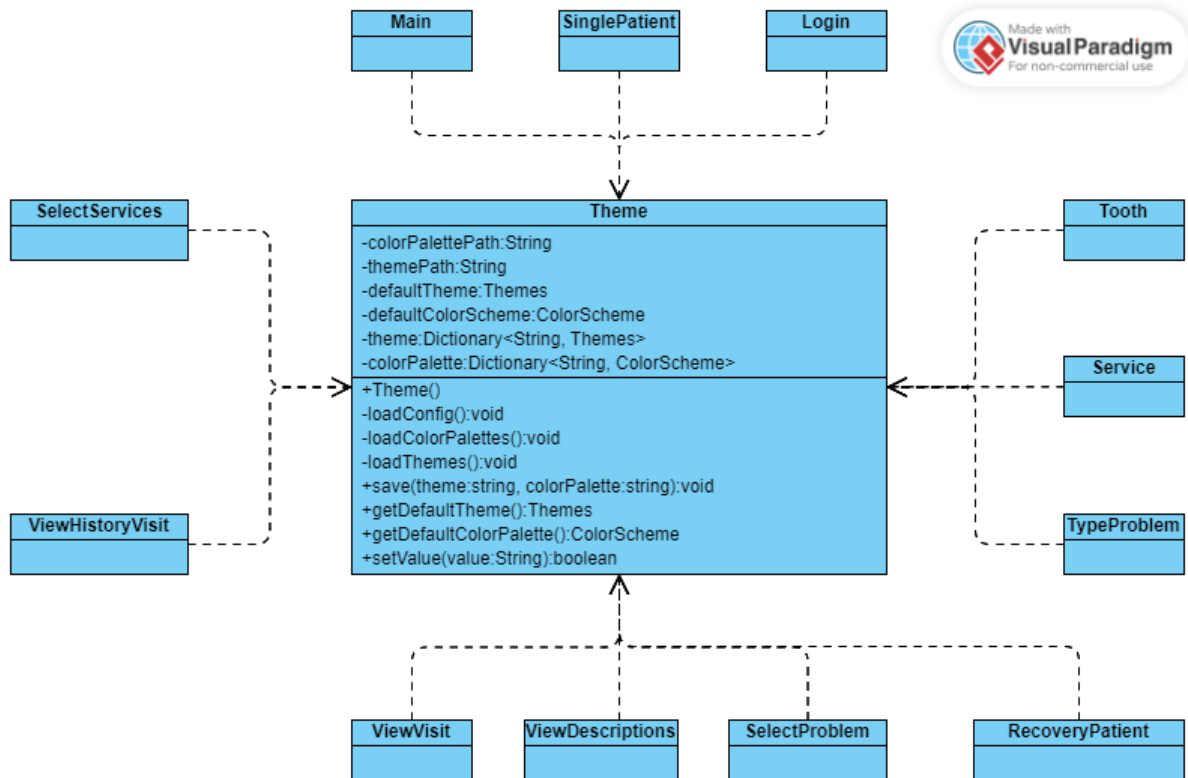 Main
SinglePatient
Login
Made with
Visual Paradigm
For non-commercial use
SelectServices
Theme
Tooth
-colorPalettePath:String
-themePath:String
-defaultTheme:Themes
-defaultColorScheme:ColorScheme
-theme:Dictionary<String, Themes>
-colorPalette:Dictionary<String, ColorScheme>
+Theme()
-loadConfig():void
-loadColorPalettes():void
-loadThemes():void
+save(theme:string, colorPalette:string):void
+getDefaultTheme():Themes
+getDefaultColorPalette():ColorScheme
+setValue(value:String):boolean
Service
ViewHistoryVisit
TypeProblem
ViewVisit
ViewDescriptions
SelectProblem
RecoveryPatient